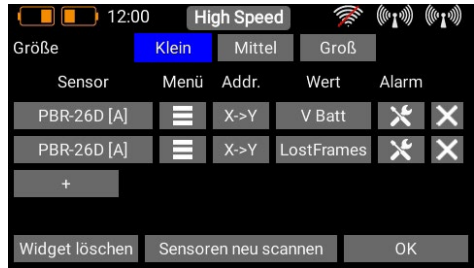 12:00 High Speed
Größe Klein Mittel Groß
Sensor Menü Addr. Wert Alarm
PBR-26D [A] X->Y V Batt
PBR-26D [A] X->Y LostFrames
+
Widget löschen Sensoren neu scannen OK